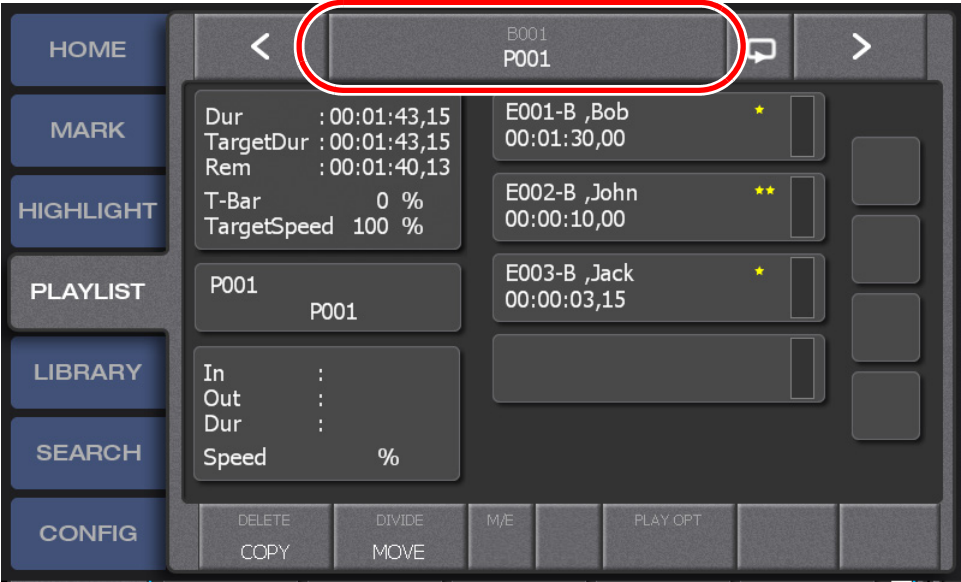 HOME
MARK
HIGHLIGHT
PLAYLIST
LIBRARY
SEARCH
CONFIG
<
B001
P001
>
Dur :00:01:43,15
TargetDur :00:01:43,15
Rem :00:01:40,13
T-Bar 0 %
TargetSpeed 100 %
P001
P001
In :
Out :
Dur :
Speed %
E001-B ,Bob
00:01:30,00
E002-B ,John
00:00:10,00
E003-B ,Jack
00:00:03,15
DELETE
COPY
DIVIDE
MOVE
M/E
PLAY OPT